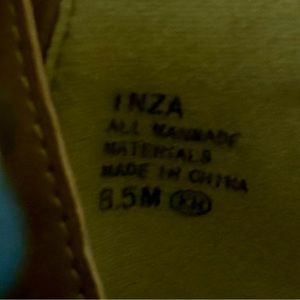 INZA
ALL MANMADE
MATERIALS
MADE IN CHINA
8.5M